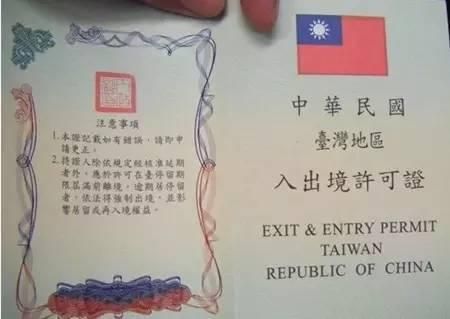 注意事項
1. 本證記載如有錯誤，請即申
請更正。
2. 持證人除依規定經核准延期
者外，應於許可在臺停留期
限屆滿前離境，逾期居停留
者，依法得強制出境，並影
響居留或再入境權益。
中華民國
臺灣地區
入出境許可證
EXIT & ENTRY PERMIT
TAIWAN
REPUBLIC OF CHINA